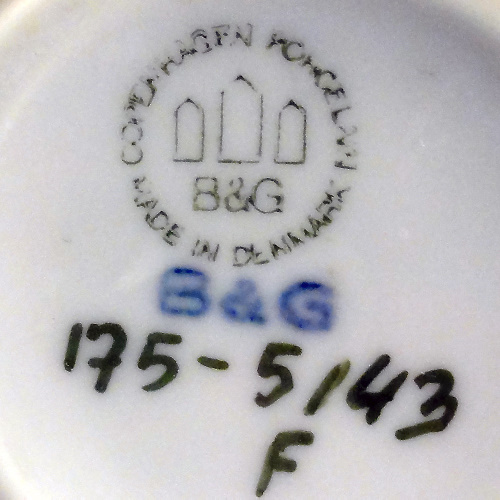 COPENHAGEN PORCELAIN
B&G
MADE IN DENMARK
B&G
175-5143
F